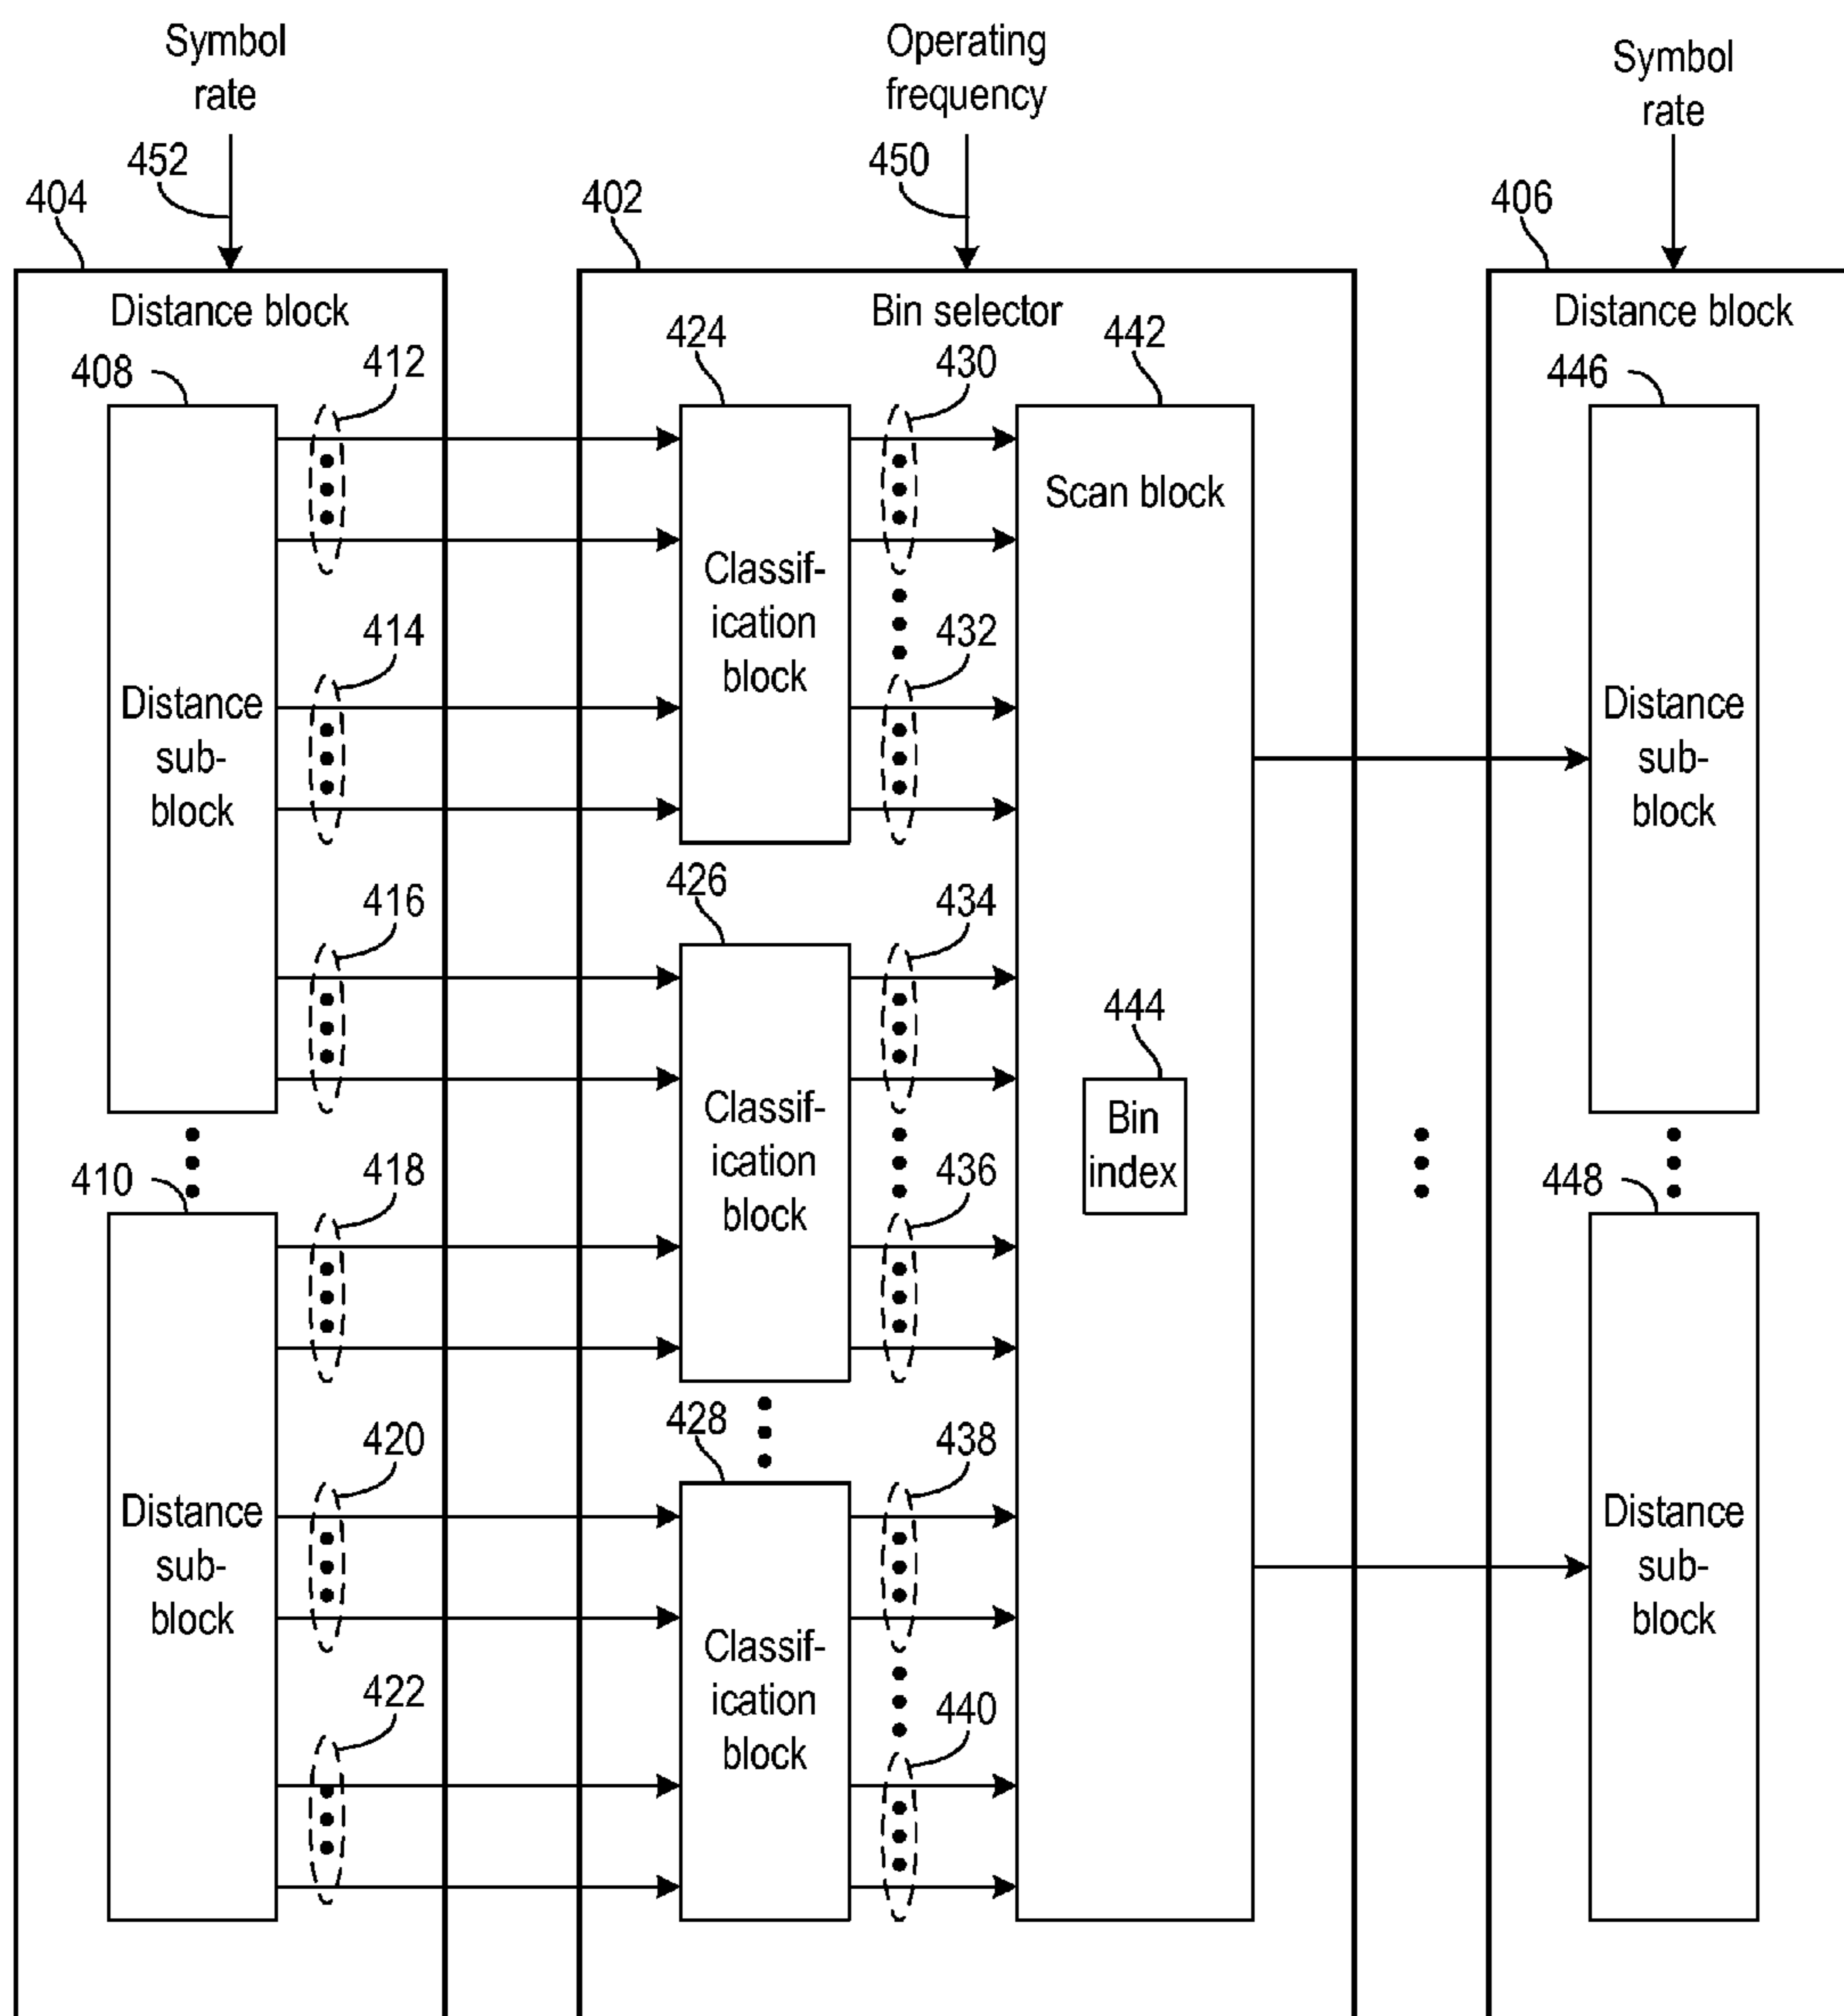 Symbol
rate
Operating
frequency
Symbol
rate
452
450
404
402
406
Distance block
Bin selector
Distance block
408
412
424
430
442
446
Scan block
Classif-
ication
block
414
432
Distance
sub-
block
Distance
sub-
block
416
426
434
444
Bin
index
Classif-
ication
block
410
418
436
448
420
428
438
Distance
sub-
block
Distance
sub-
block
Classif-
ication
block
422
440